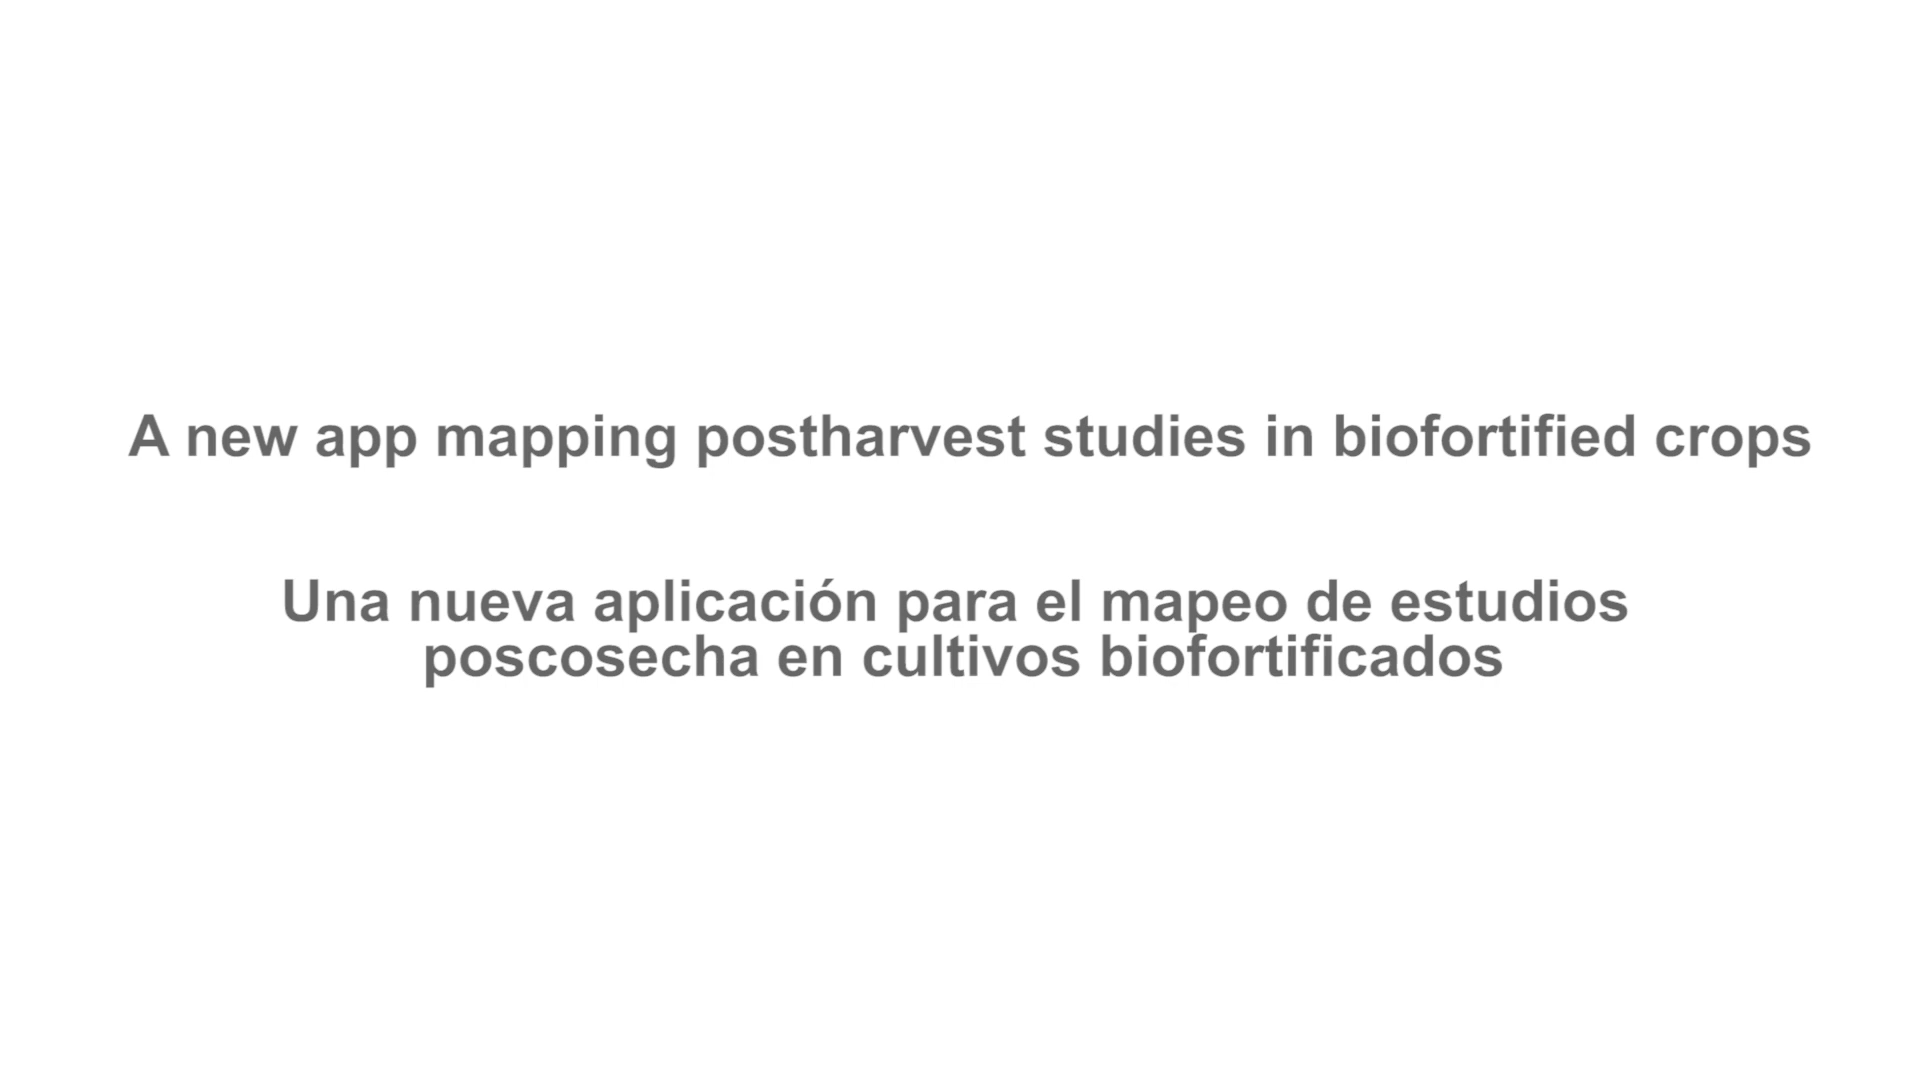 A new app mapping postharvest studies in biofortified crops
Una nueva aplicación para el mapeo de estudios
poscosecha en cultivos biofortificados